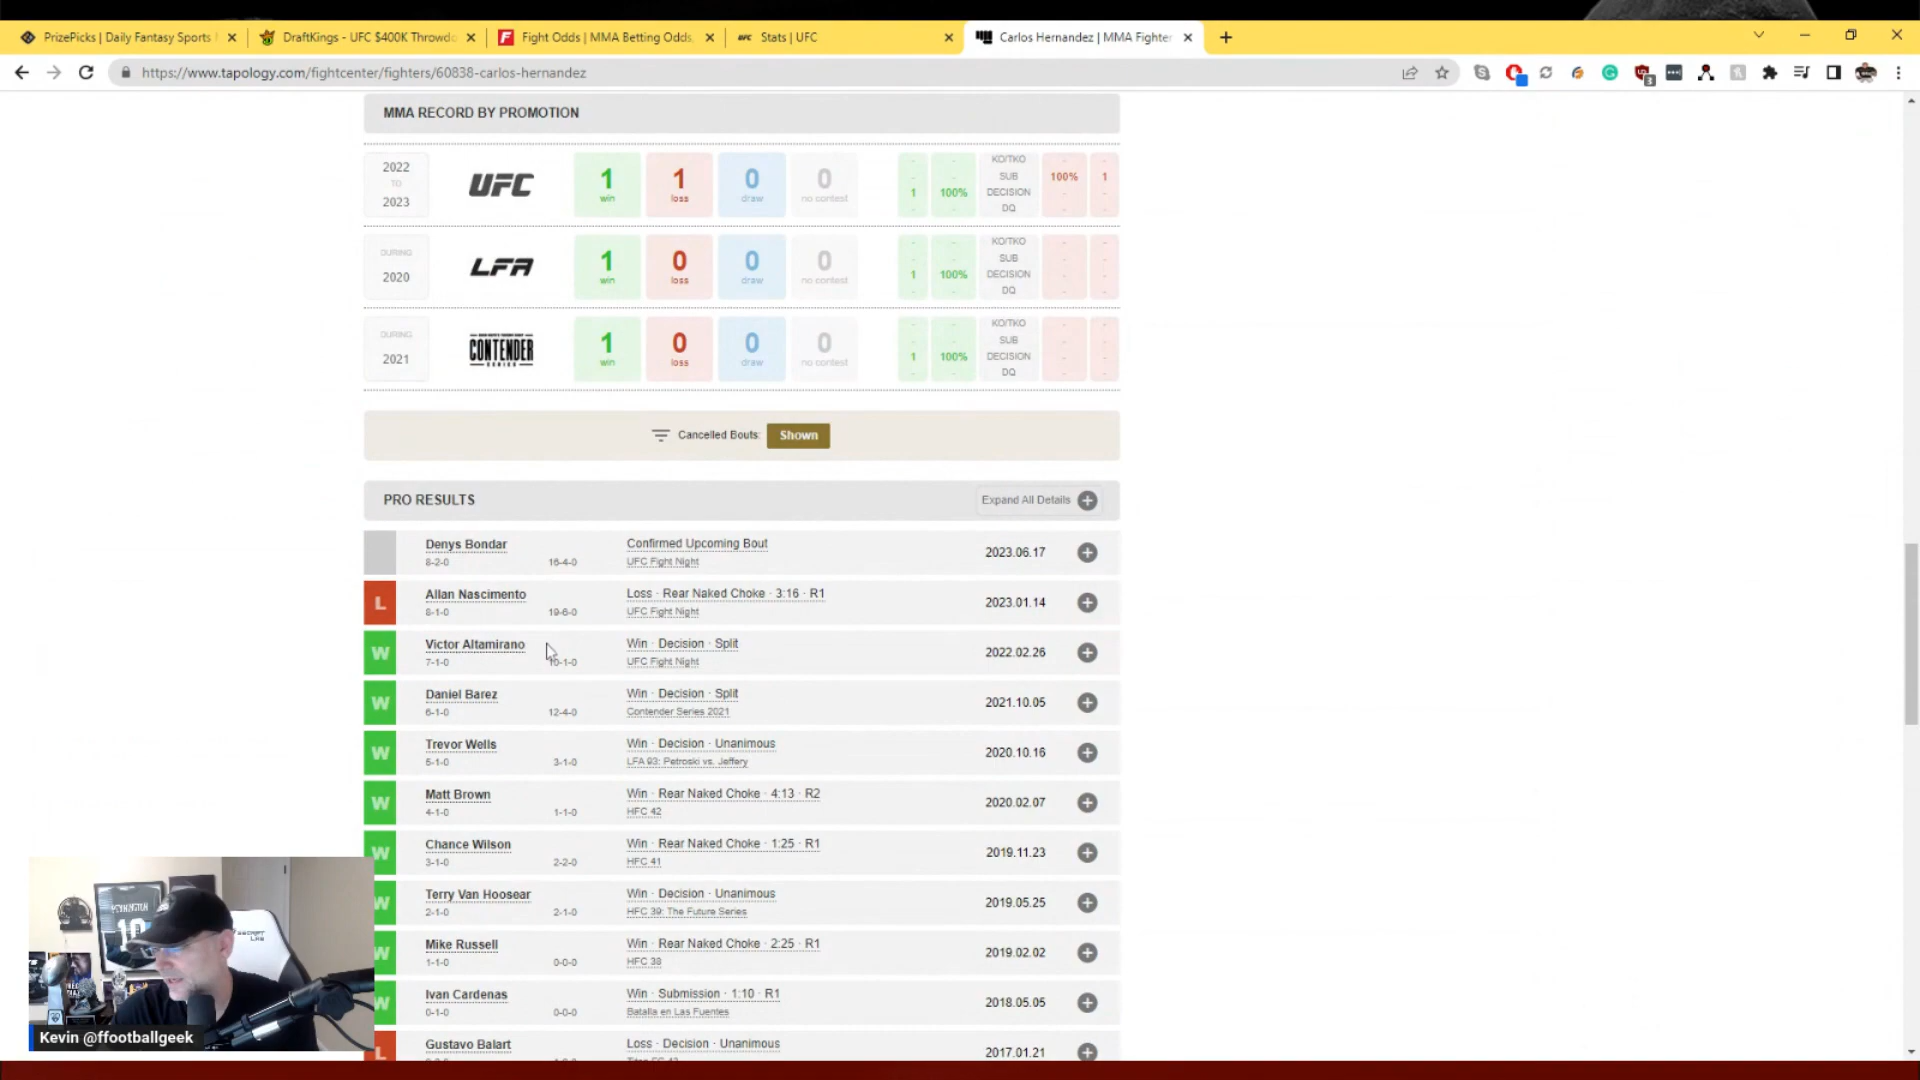 PrizePicks | Daily Fantasy Sports
DraftKings - UFC $400K Throwdo
Fight Odds | MMA Betting Odds,
Stats | UFC
Carlos Hernandez | MMA Fighter
https://www.tapology.com/fightcenter/fighters/60838-carlos-hernandez
MMA RECORD BY PROMOTION
2022 TO 2023
UFC
1 win
1 loss
0 draw
0 no contest
1 100%
KO/TKO
SUB
DECISION
DQ
100% 1
DURING 2020
LFA
1 win
0 loss
0 draw
0 no contest
1 100%
KO/TKO
SUB
DECISION
DQ
DURING 2021
CONTENDER
1 win
0 loss
0 draw
0 no contest
1 100%
KO/TKO
SUB
DECISION
DQ
Cancelled Bouts: Shown
PRO RESULTS
Expand All Details
Denys Bondar Confirmed Upcoming Bout 2023.06.17
8-2-0 16-4-0 UFC Fight Night
L Allan Nascimento Loss · Rear Naked Choke · 3:16 · R1 2023.01.14
8-1-0 19-6-0 UFC Fight Night
W Victor Altamirano Win · Decision · Split 2022.02.26
7-1-0 10-1-0 UFC Fight Night
W Daniel Barez Win · Decision · Split 2021.10.05
6-1-0 12-4-0 Contender Series 2021
W Trevor Wells Win · Decision · Unanimous 2020.10.16
5-1-0 3-1-0 LFA 93: Petroski vs. Jeffery
W Matt Brown Win · Rear Naked Choke · 4:13 · R2 2020.02.07
4-1-0 1-1-0 HFC 42
W Chance Wilson Win · Rear Naked Choke · 1:25 · R1 2019.11.23
3-1-0 2-2-0 HFC 41
W Terry Van Hoosear Win · Decision · Unanimous 2019.05.25
2-1-0 2-1-0 HFC 39: The Future Series
W Mike Russell Win · Rear Naked Choke · 2:25 · R1 2019.02.02
1-1-0 0-0-0 HFC 38
W Ivan Cardenas Win · Submission · 1:10 · R1 2018.05.05
0-1-0 0-0-0 Batalla en Las Fuentes
L Gustavo Balart Loss · Decision · Unanimous 2017.01.21
PENNINGTON
10
SECRET
LAB
Kevin @ffootballgeek